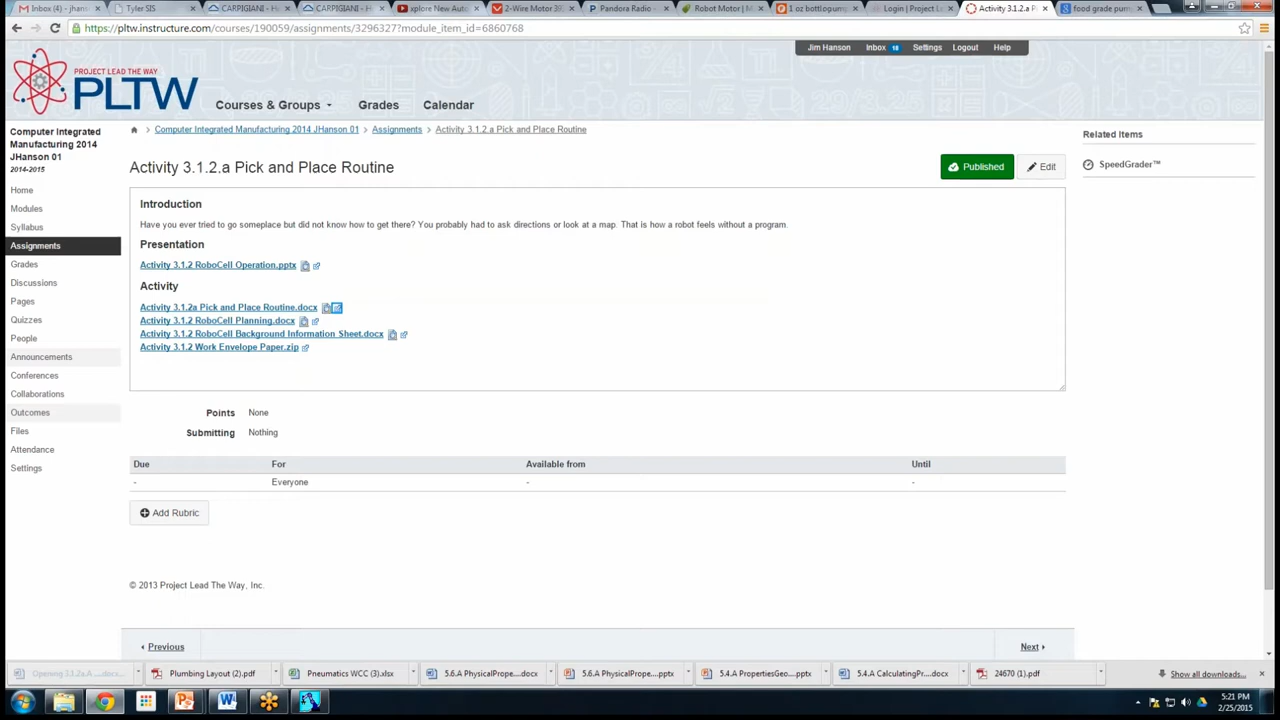 Inbox (4) - jhans
Tyler SIS
CARPIGIANI - H
CARPIGIANI - H
xplore New Auto
2-Wire Motor 39
Pandora Radio -
Robot Motor | M
1 oz bottlopump
Login | Project L
Activity 3.1.2.a P
food grade pum
https://pltw.instructure.com/courses/190059/assignments/3296327?module_item_id=6860768
Jim Hanson Inbox 18 Settings Logout Help
PROJECT LEAD THE WAY
PLTW
Courses & Groups Grades Calendar
Computer Integrated
Manufacturing 2014
JHanson 01
2014-2015
Home
Modules
Syllabus
Assignments
Grades
Discussions
Pages
Quizzes
People
Announcements
Conferences
Collaborations
Outcomes
Files
Attendance
Settings
Computer Integrated Manufacturing 2014 JHanson 01 > Assignments > Activity 3.1.2.a Pick and Place Routine
Activity 3.1.2.a Pick and Place Routine
Published
Edit
Introduction
Have you ever tried to go someplace but did not know how to get there? You probably had to ask directions or look at a map. That is how a robot feels without a program.
Presentation
Activity 3.1.2 RoboCell Operation.pptx
Activity
Activity 3.1.2a Pick and Place Routine.docx
Activity 3.1.2 RoboCell Planning.docx
Activity 3.1.2 RoboCell Background Information Sheet.docx
Activity 3.1.2 Work Envelope Paper.zip
Points None
Submitting Nothing
Due For Available from Until
- Everyone - -
Add Rubric
© 2013 Project Lead The Way, Inc.
Previous
Next
Related Items
SpeedGrader™
Opening 3.1.2a.A ....docx
Plumbing Layout (2).pdf
Pneumatics WCC (3).xlsx
5.6.A PhysicalPrope....docx
5.6.A PhysicalPrope....pptx
5.4.A PropertiesGeo....pptx
5.4.A CalculatingPr....docx
24670 (1).pdf
Show all downloads...
5:21 PM
2/25/2015